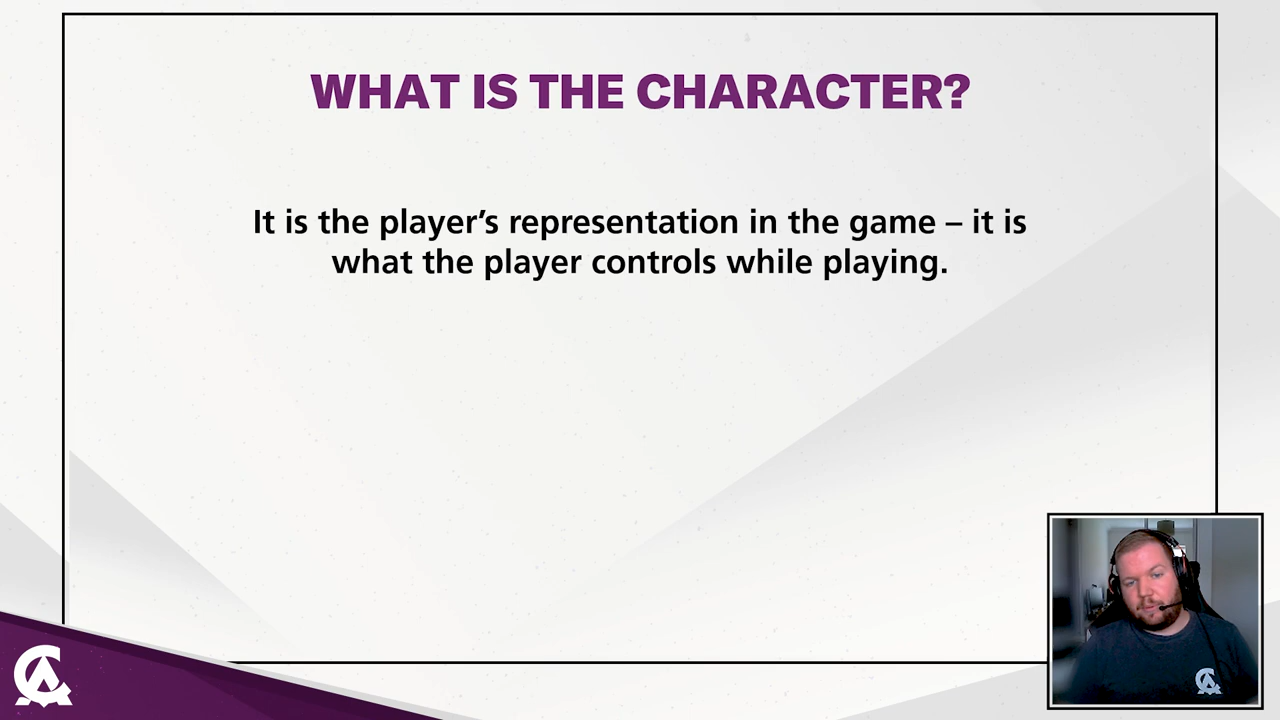 WHAT IS THE CHARACTER?
It is the player’s representation in the game – it is
what the player controls while playing.